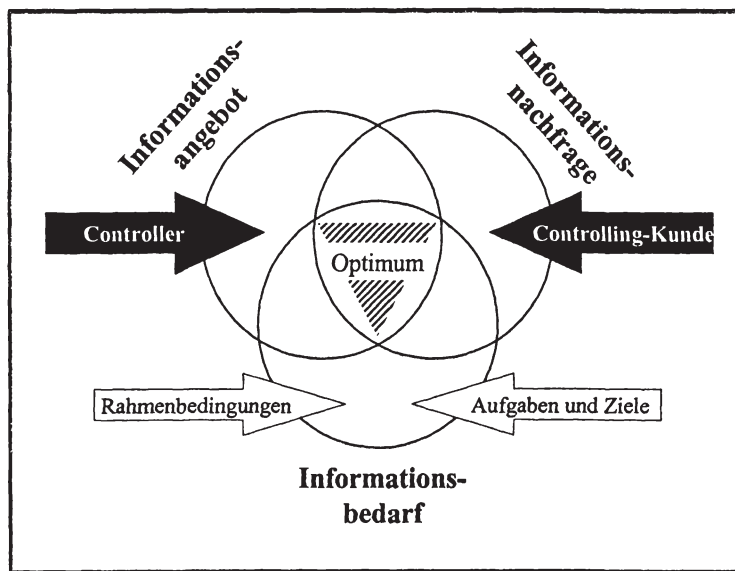 Informations-
angebot
Informations-
nachfrage
Controller
Controlling-Kunde
Optimum
Rahmenbedingungen
Aufgaben und Ziele
Informations-
bedarf